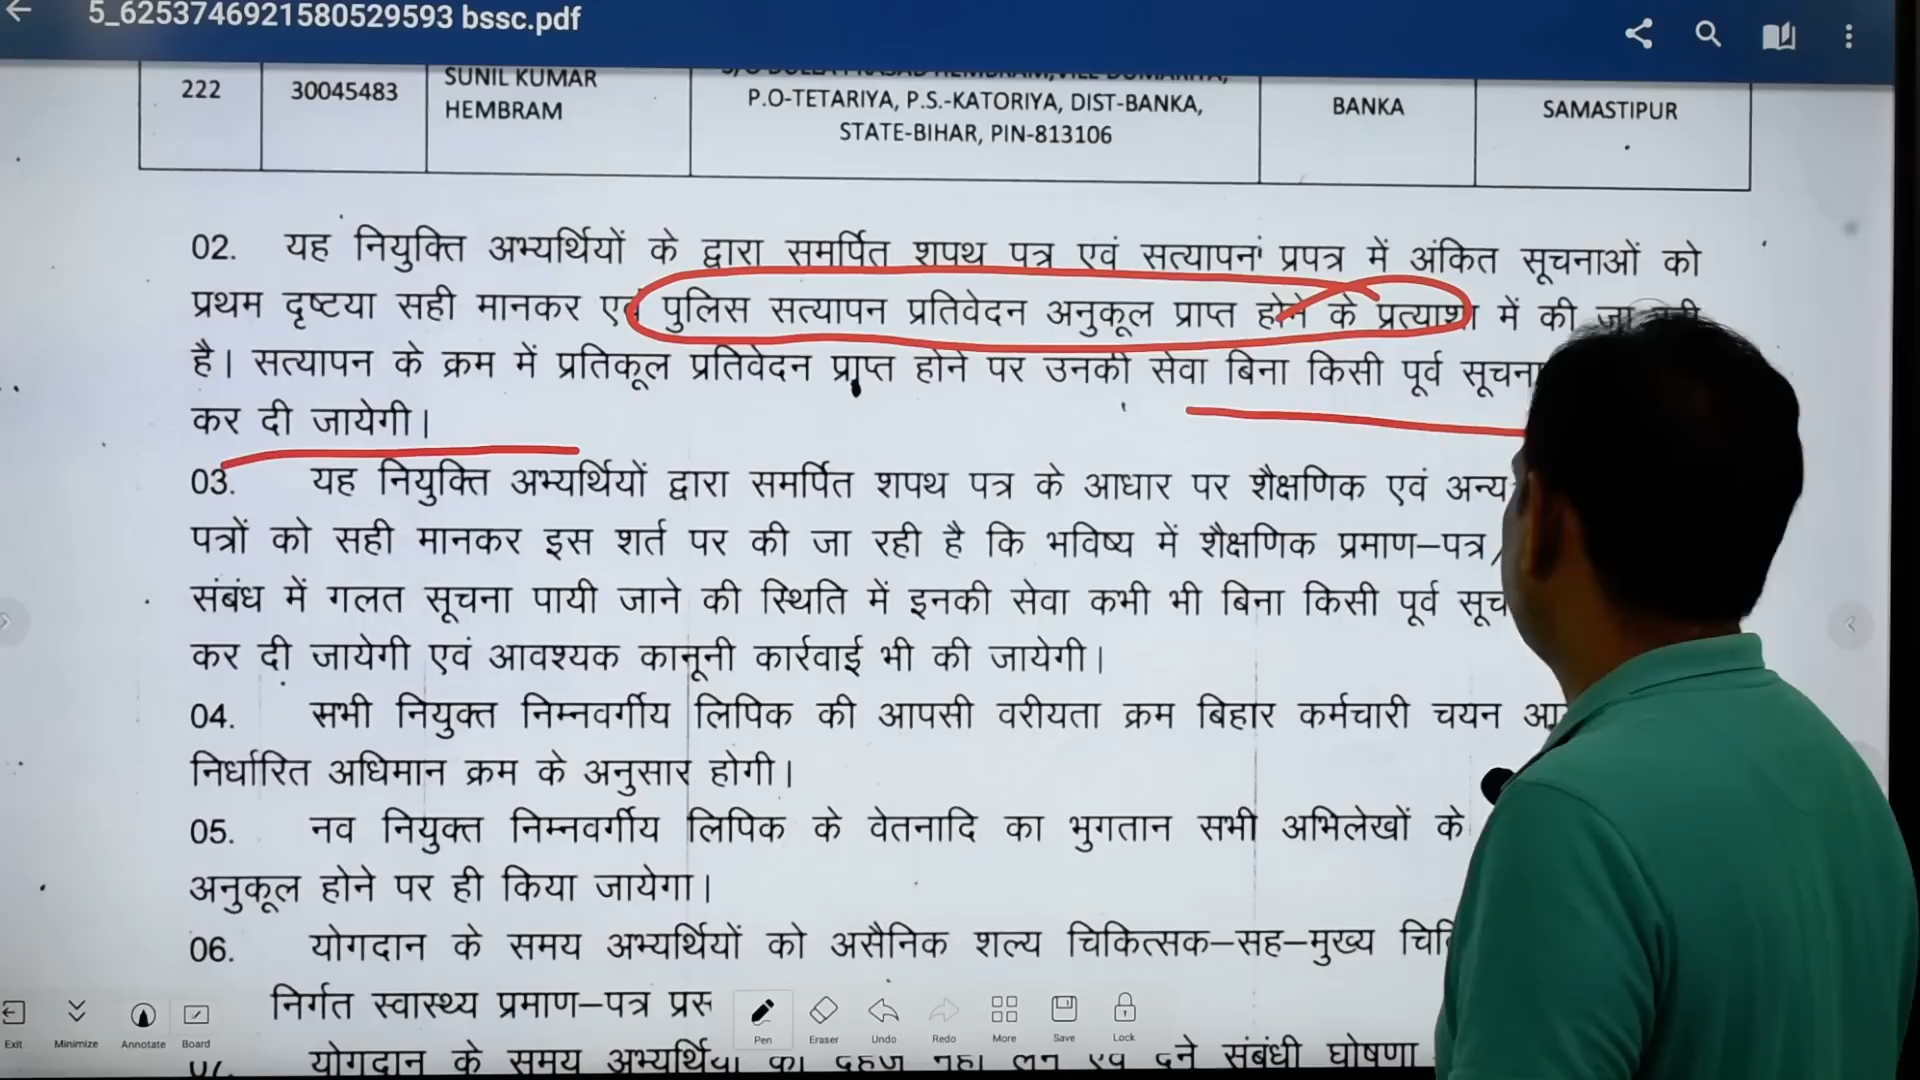 5_6253746921580529593 bssc.pdf
222
30045483
SUNIL KUMAR
HEMBRAM
P.O-TETARIYA, P.S.-KATORIYA, DIST-BANKA,
STATE-BIHAR, PIN-813106
BANKA
SAMASTIPUR
02. यह नियुक्ति अभ्यर्थियों के द्वारा समर्पित शपथ पत्र एवं सत्यापन प्रपत्र में अंकित सूचनाओं को
प्रथम दृष्टया सही मानकर एवं पुलिस सत्यापन प्रतिवेदन अनुकूल प्राप्त होने के प्रत्याशा में की जा रही
है। सत्यापन के क्रम में प्रतिकूल प्रतिवेदन प्राप्त होने पर उनकी सेवा बिना किसी पूर्व सूचना
कर दी जायेगी।
03. यह नियुक्ति अभ्यर्थियों द्वारा समर्पित शपथ पत्र के आधार पर शैक्षणिक एवं अन्य
पत्रों को सही मानकर इस शर्त पर की जा रही है कि भविष्य में शैक्षणिक प्रमाण–पत्र/
संबंध में गलत सूचना पायी जाने की स्थिति में इनकी सेवा कभी भी बिना किसी पूर्व
कर दी जायेगी एवं आवश्यक कानूनी कार्रवाई भी की जायेगी।
04. सभी नियुक्त निम्नवर्गीय लिपिक की आपसी वरीयता क्रम बिहार कर्मचारी चयन
निर्धारित अधिमान क्रम के अनुसार होगी।
05. नव नियुक्त निम्नवर्गीय लिपिक के वेतनादि का भुगतान सभी अभिलेखों के
अनुकूल होने पर ही किया जायेगा।
06. योगदान के समय अभ्यर्थियों को असैनिक शल्य चिकित्सक–सह–मुख्य
निर्गत स्वास्थ्य प्रमाण–पत्र
योगदान के समय संबंधी घोषणा
Exit
Minimize
Annotate
Board
Pen
Eraser
Undo
Redo
More
Save
Lock